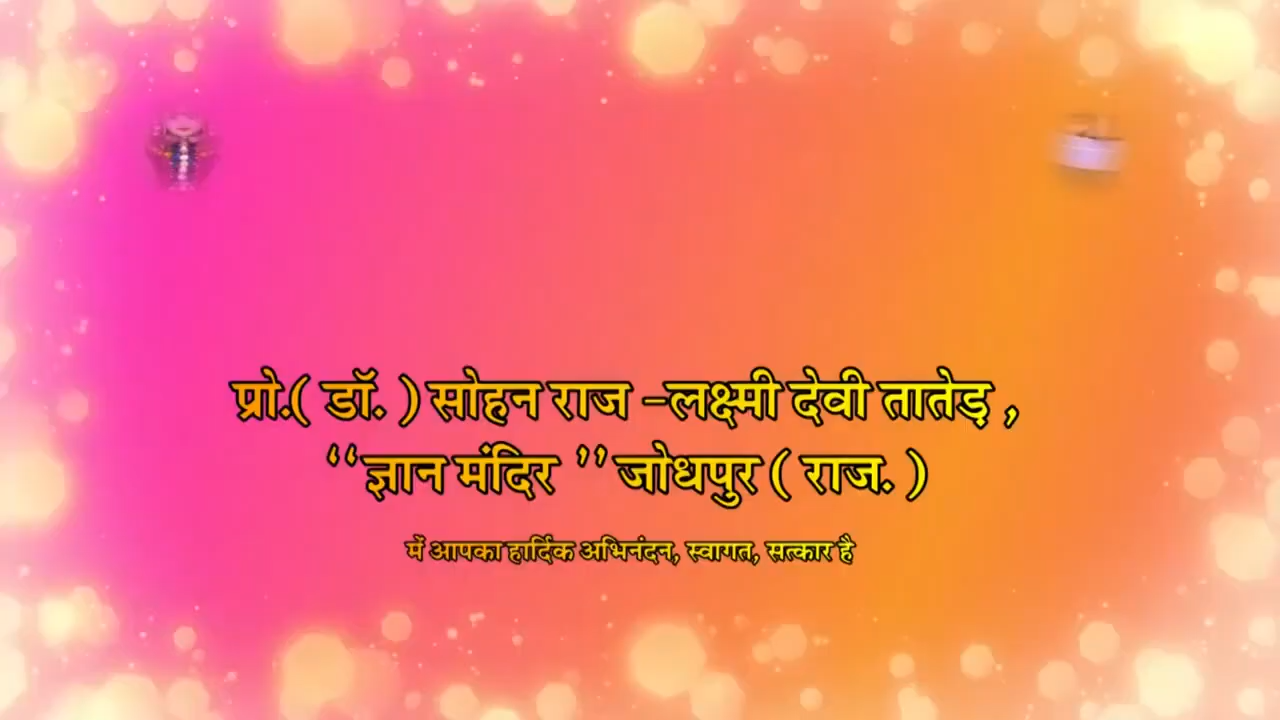 प्रो.( डॉ. ) सोहन राज -लक्ष्मी देवी तातेड़ ,
‘‘ज्ञान मंदिर ’’ जोधपुर ( राज. )
में आपका हार्दिक अभिनंदन, स्वागत, सत्कार है